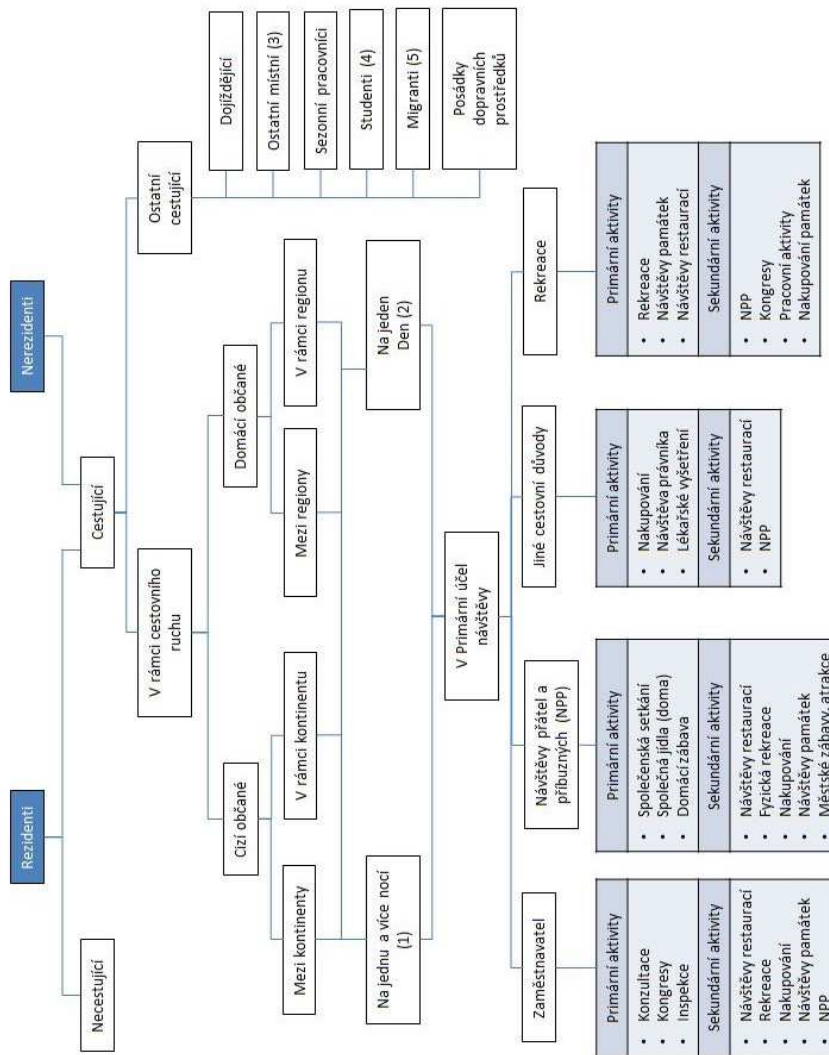 Rezidenti
Nerezidenti
Necestující
Cestující
V rámci cestovního
ruchu
Ostatní
cestující
Cizí občané
Domácí občané
Dojíždějící
Ostatní místní (3)
Sezonní pracovníci
Studenti (4)
Migranti (5)
Posádky
dopravních
prostředků
Mezi kontinenty
V rámci kontinentu
Mezi regiony
V rámci regionu
Na jednu a více nocí
(1)
Na jeden
Den (2)
V Primární účel
návštěvy
Zaměstnavatel
Návštěvy přátel a
příbuzných (NPP)
Jiné cestovní důvody
Rekreace
Primární aktivity
• Konzultace
• Kongresy
• Inspekce
Sekundární aktivity
• Návštěvy restaurací
• Rekreace
• Nakupování
• Návštěvy památek
• NPP
Primární aktivity
• Společenská setkání
• Společná jídla (doma)
• Domácí zábava
Sekundární aktivity
• Návštěvy restaurací
• Fyzická rekreace
• Nakupování
• Návštěvy památek
• Městské zábavy, atrakce
Primární aktivity
• Nakupování
• Návštěva právníka
• Lékařské vyšetření
Sekundární aktivity
• Návštěvy restaurací
• NPP
Primární aktivity
• Rekreace
• Návštěvy památek
• Návštěvy restaurací
Sekundární aktivity
• NPP
• Kongresy
• Pracovní aktivity
• Nakupování památek